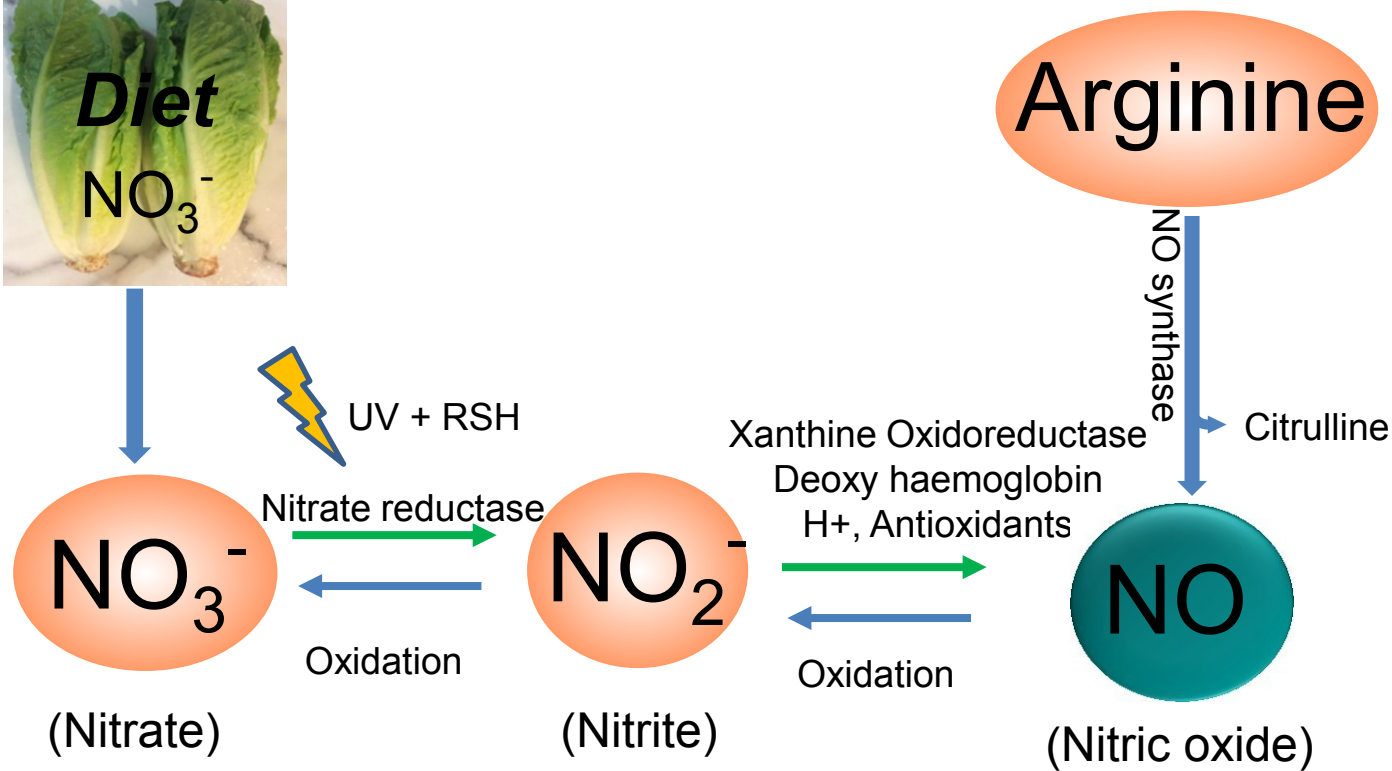 Diet
NO₃⁻
Arginine
NO synthase
Citrulline
UV + RSH
Nitrate reductase
Xanthine Oxidoreductase
Deoxy haemoglobin
H+, Antioxidants
NO₃⁻
NO₂⁻
NO
Oxidation
Oxidation
(Nitrate)
(Nitrite)
(Nitric oxide)